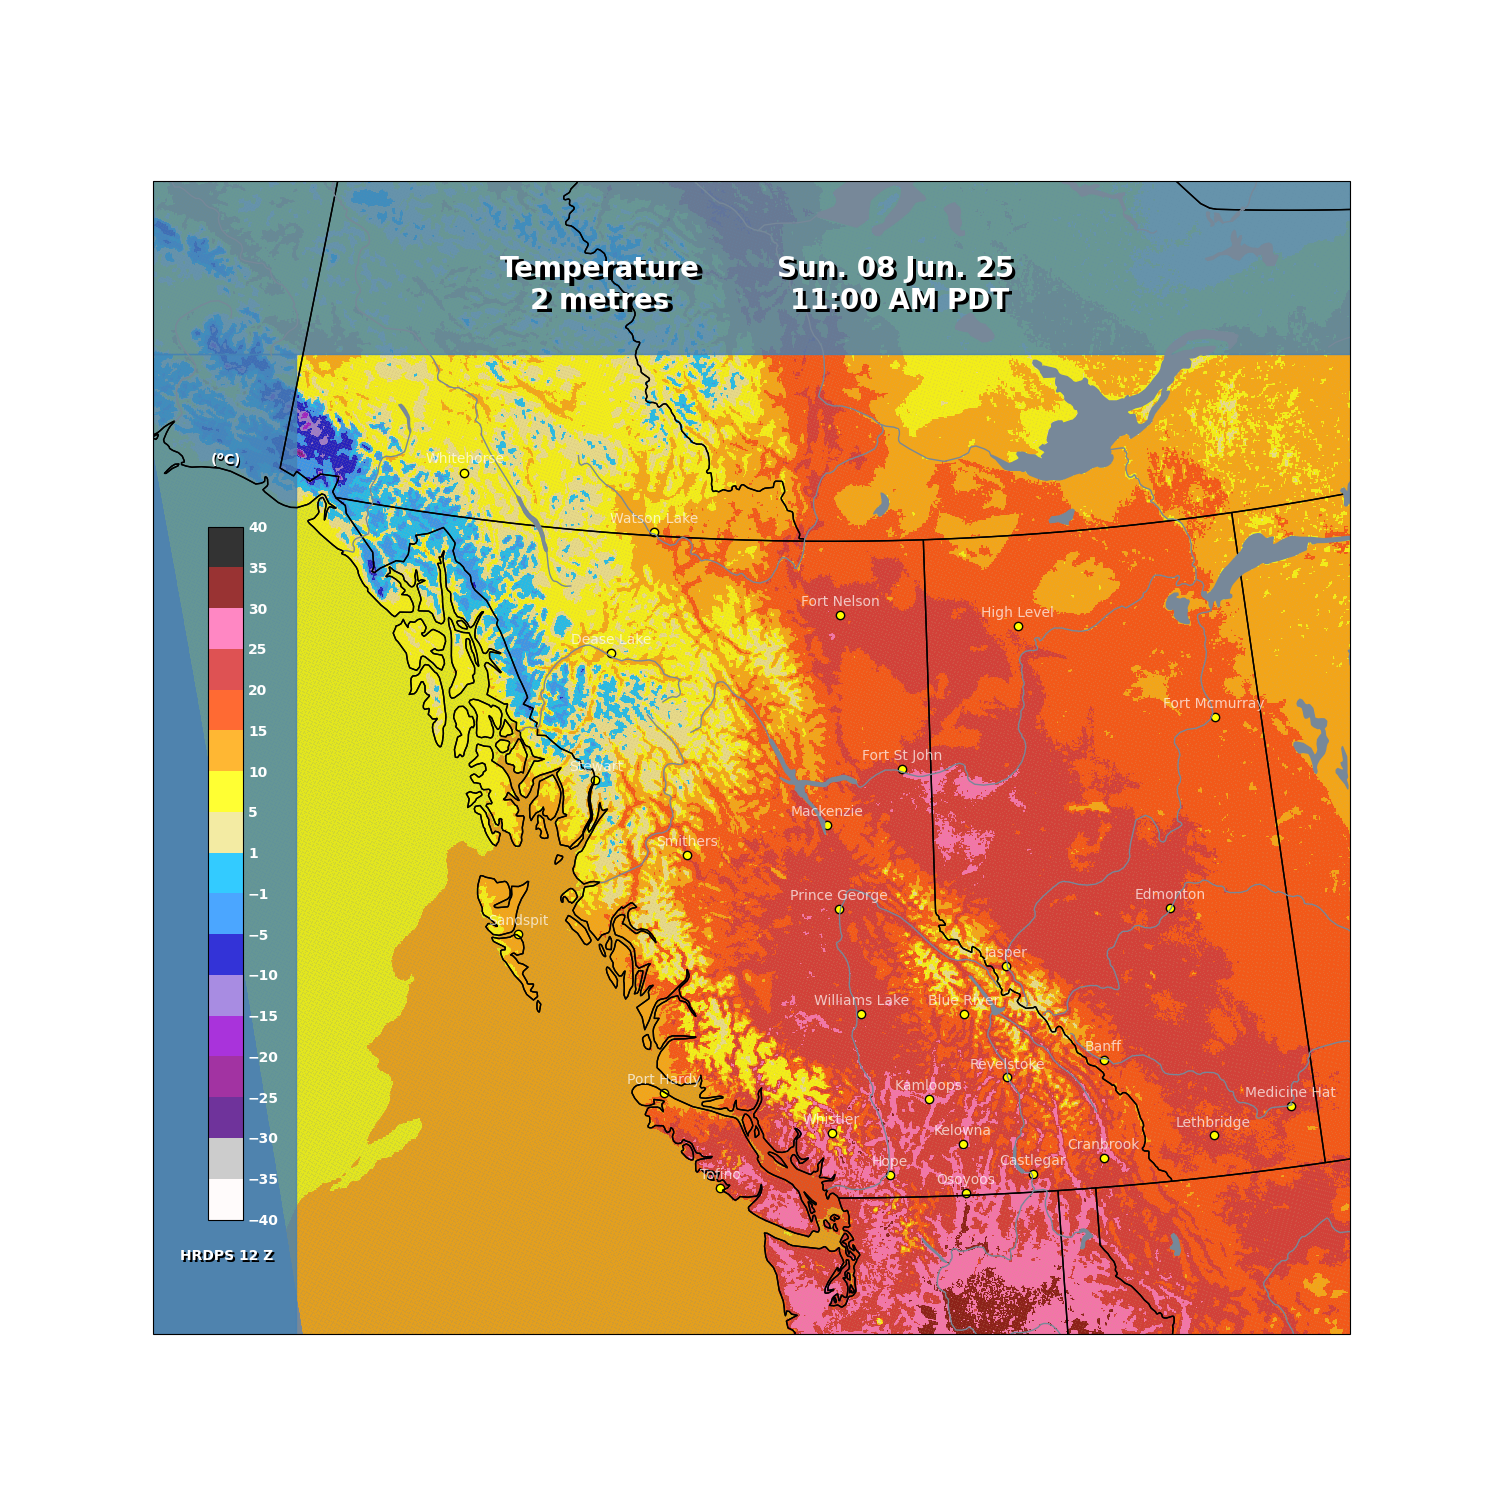 Temperature
2 metres
Sun. 08 Jun. 25
11:00 AM PDT
(°C)
40
35
30
25
20
15
10
5
1
−1
−5
−10
−15
−20
−25
−30
−35
−40
HRDPS 12 Z
Whitehorse
Watson Lake
Fort Nelson
High Level
Dease Lake
Fort Mcmurray
Stewart
Fort St John
Mackenzie
Smithers
Prince George
Edmonton
Sandspit
Jasper
Williams Lake
Blue River
Banff
Revelstoke
Port Hardy
Kamloops
Medicine Hat
Whistler
Lethbridge
Kelowna
Cranbrook
Hope
Castlegar
Tofino
Osoyoos